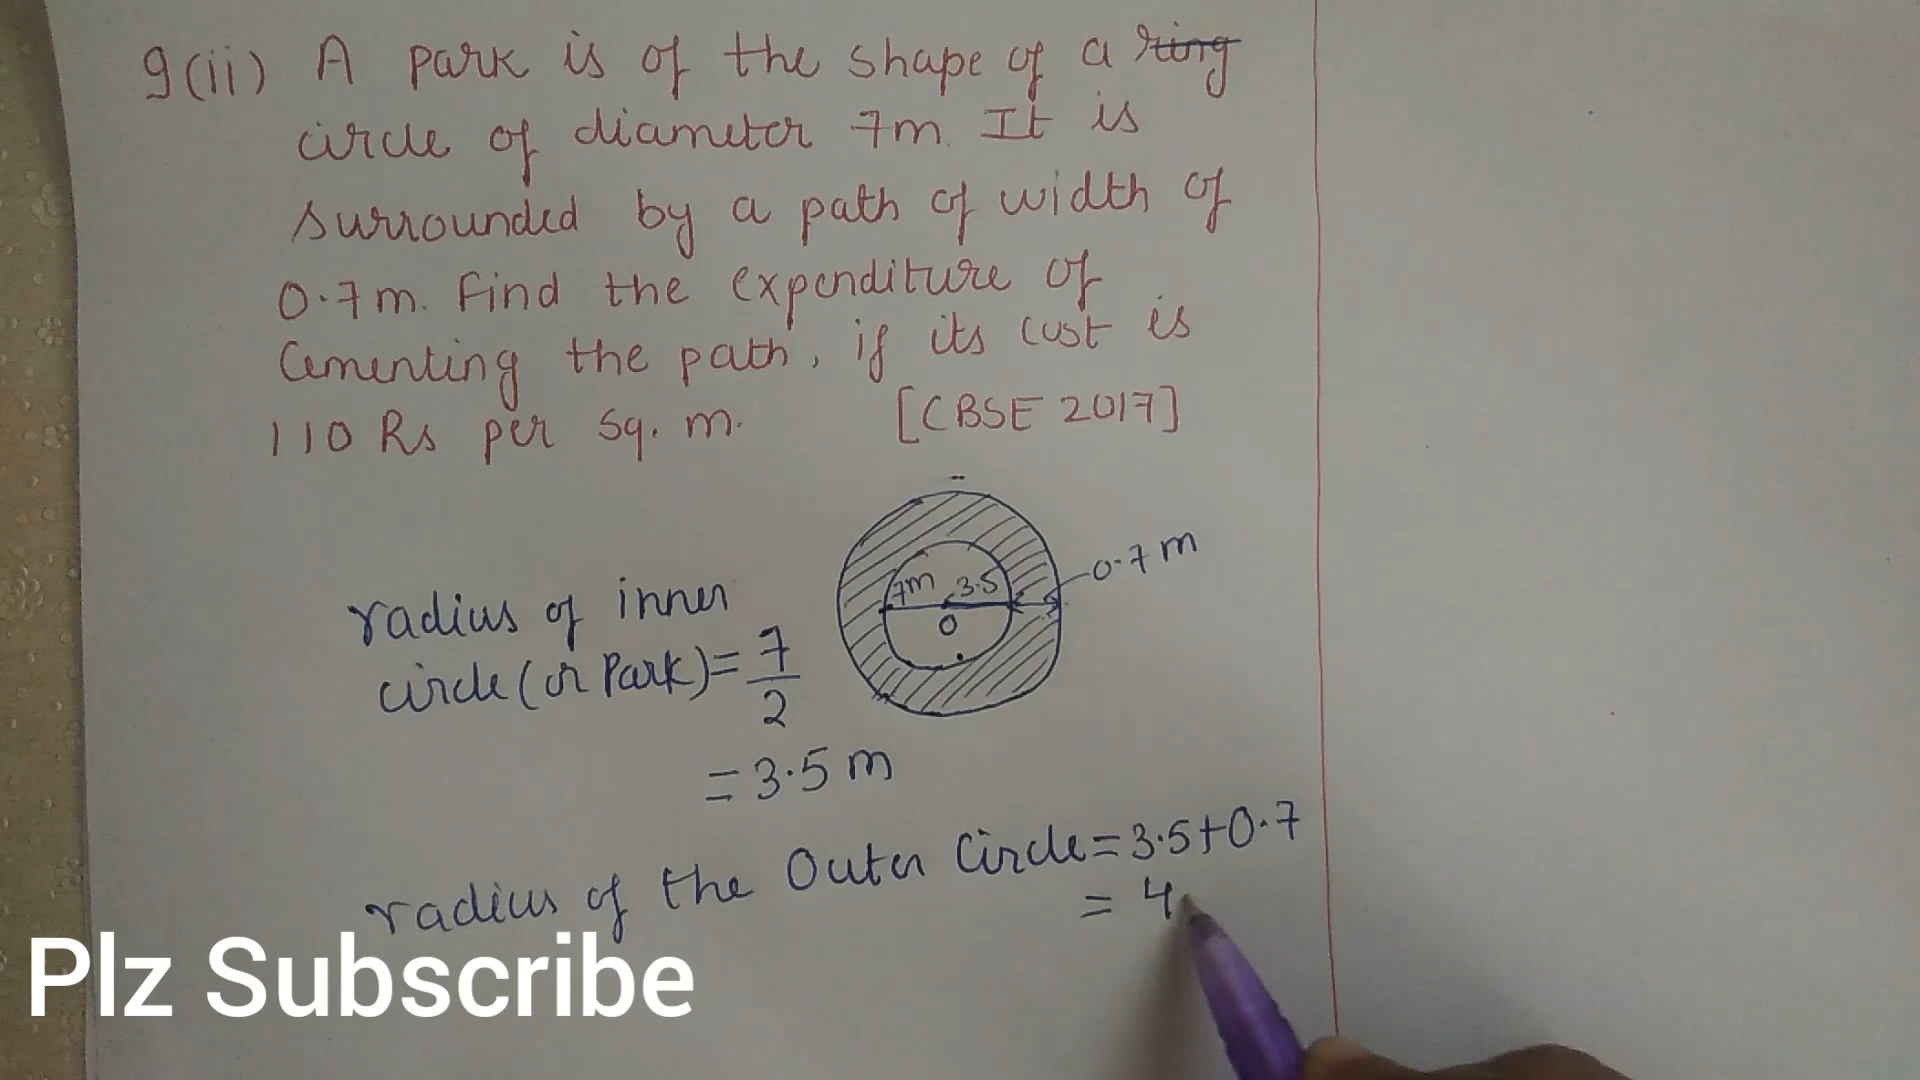 9(ii) A park is of the shape of a ring
circle of diameter 7m. It is
surrounded by a path of width of
0.7m. Find the expenditure of
Cementing the path, if its cost is
110 Rs per sq. m. [CBSE 2017]
7m 3.5
0.7 m
O
radius of inner
circle (or Park) = 7/2
= 3.5 m
radius of the Outer Circle = 3.5+0.7
= 4
Plz Subscribe